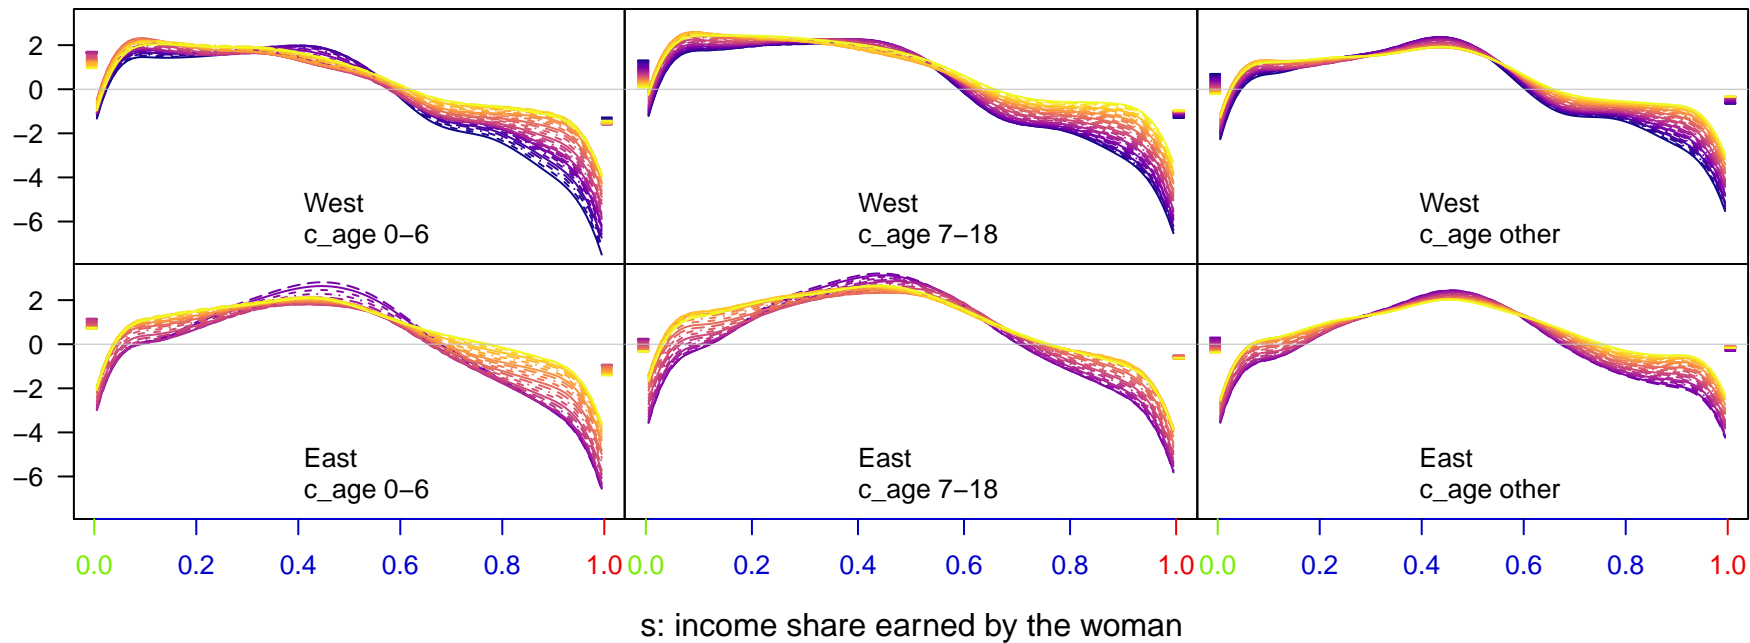 2
0
−2
−4
−6
West
c_age 0−6
West
c_age 7−18
West
c_age other
2
0
−2
−4
−6
East
c_age 0−6
East
c_age 7−18
East
c_age other
0.0 0.2 0.4 0.6 0.8 1.0 0.0 0.2 0.4 0.6 0.8 1.0 0.0 0.2 0.4 0.6 0.8 1.0
s: income share earned by the woman